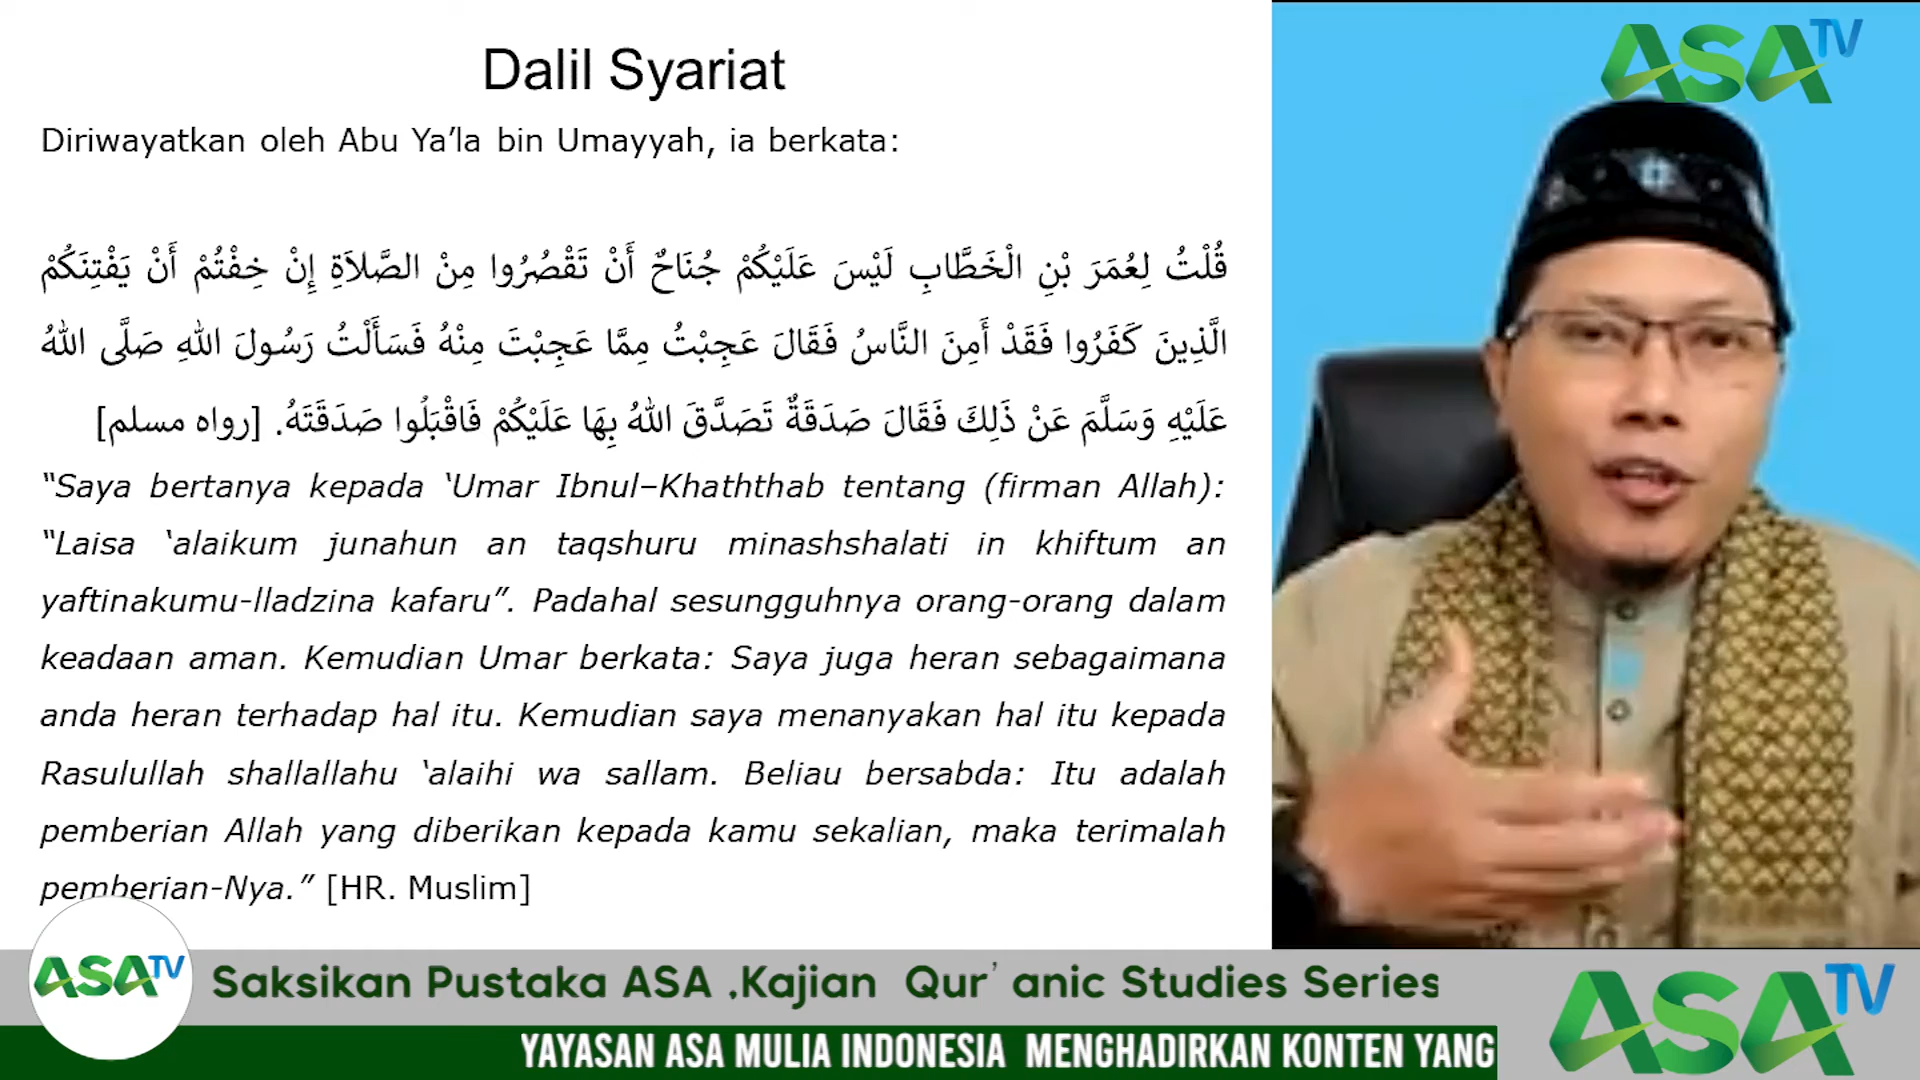 Dalil Syariat
Diriwayatkan oleh Abu Ya’la bin Umayyah, ia berkata:
قُلْتُ لِعُمَرَ بْنِ الْخَطَّابِ لَيْسَ عَلَيْكُمْ جُنَاحٌ أَنْ تَقْصُرُوا مِنْ الصَّلاَةِ إِنْ خِفْتُمْ أَنْ يَفْتِنَكُمْ
الَّذِينَ كَفَرُوا فَقَدْ أَمِنَ النَّاسُ فَقَالَ عَجِبْتُ مِمَّا عَجِبْتَ مِنْهُ فَسَأَلْتُ رَسُولَ اللهِ صَلَّى اللهُ
عَلَيْهِ وَسَلَّمَ عَنْ ذَلِكَ فَقَالَ صَدَقَةٌ تَصَدَّقَ اللهُ بِهَا عَلَيْكُمْ فَاقْبَلُوا صَدَقَتَهُ. [رواه مسلم]
“Saya bertanya kepada ‘Umar Ibnul–Khaththab tentang (firman Allah):
“Laisa ‘alaikum junahun an taqshuru minashshalati in khiftum an
yaftinakumu-lladzina kafaru”. Padahal sesungguhnya orang-orang dalam
keadaan aman. Kemudian Umar berkata: Saya juga heran sebagaimana
anda heran terhadap hal itu. Kemudian saya menanyakan hal itu kepada
Rasulullah shallallahu ‘alaihi wa sallam. Beliau bersabda: Itu adalah
pemberian Allah yang diberikan kepada kamu sekalian, maka terimalah
pemberian-Nya.” [HR. Muslim]
ASA TV
ASA TV
Saksikan Pustaka ASA ,Kajian Qur’ anic Studies Series
YAYASAN ASA MULIA INDONESIA MENGHADIRKAN KONTEN YANG
ASA TV